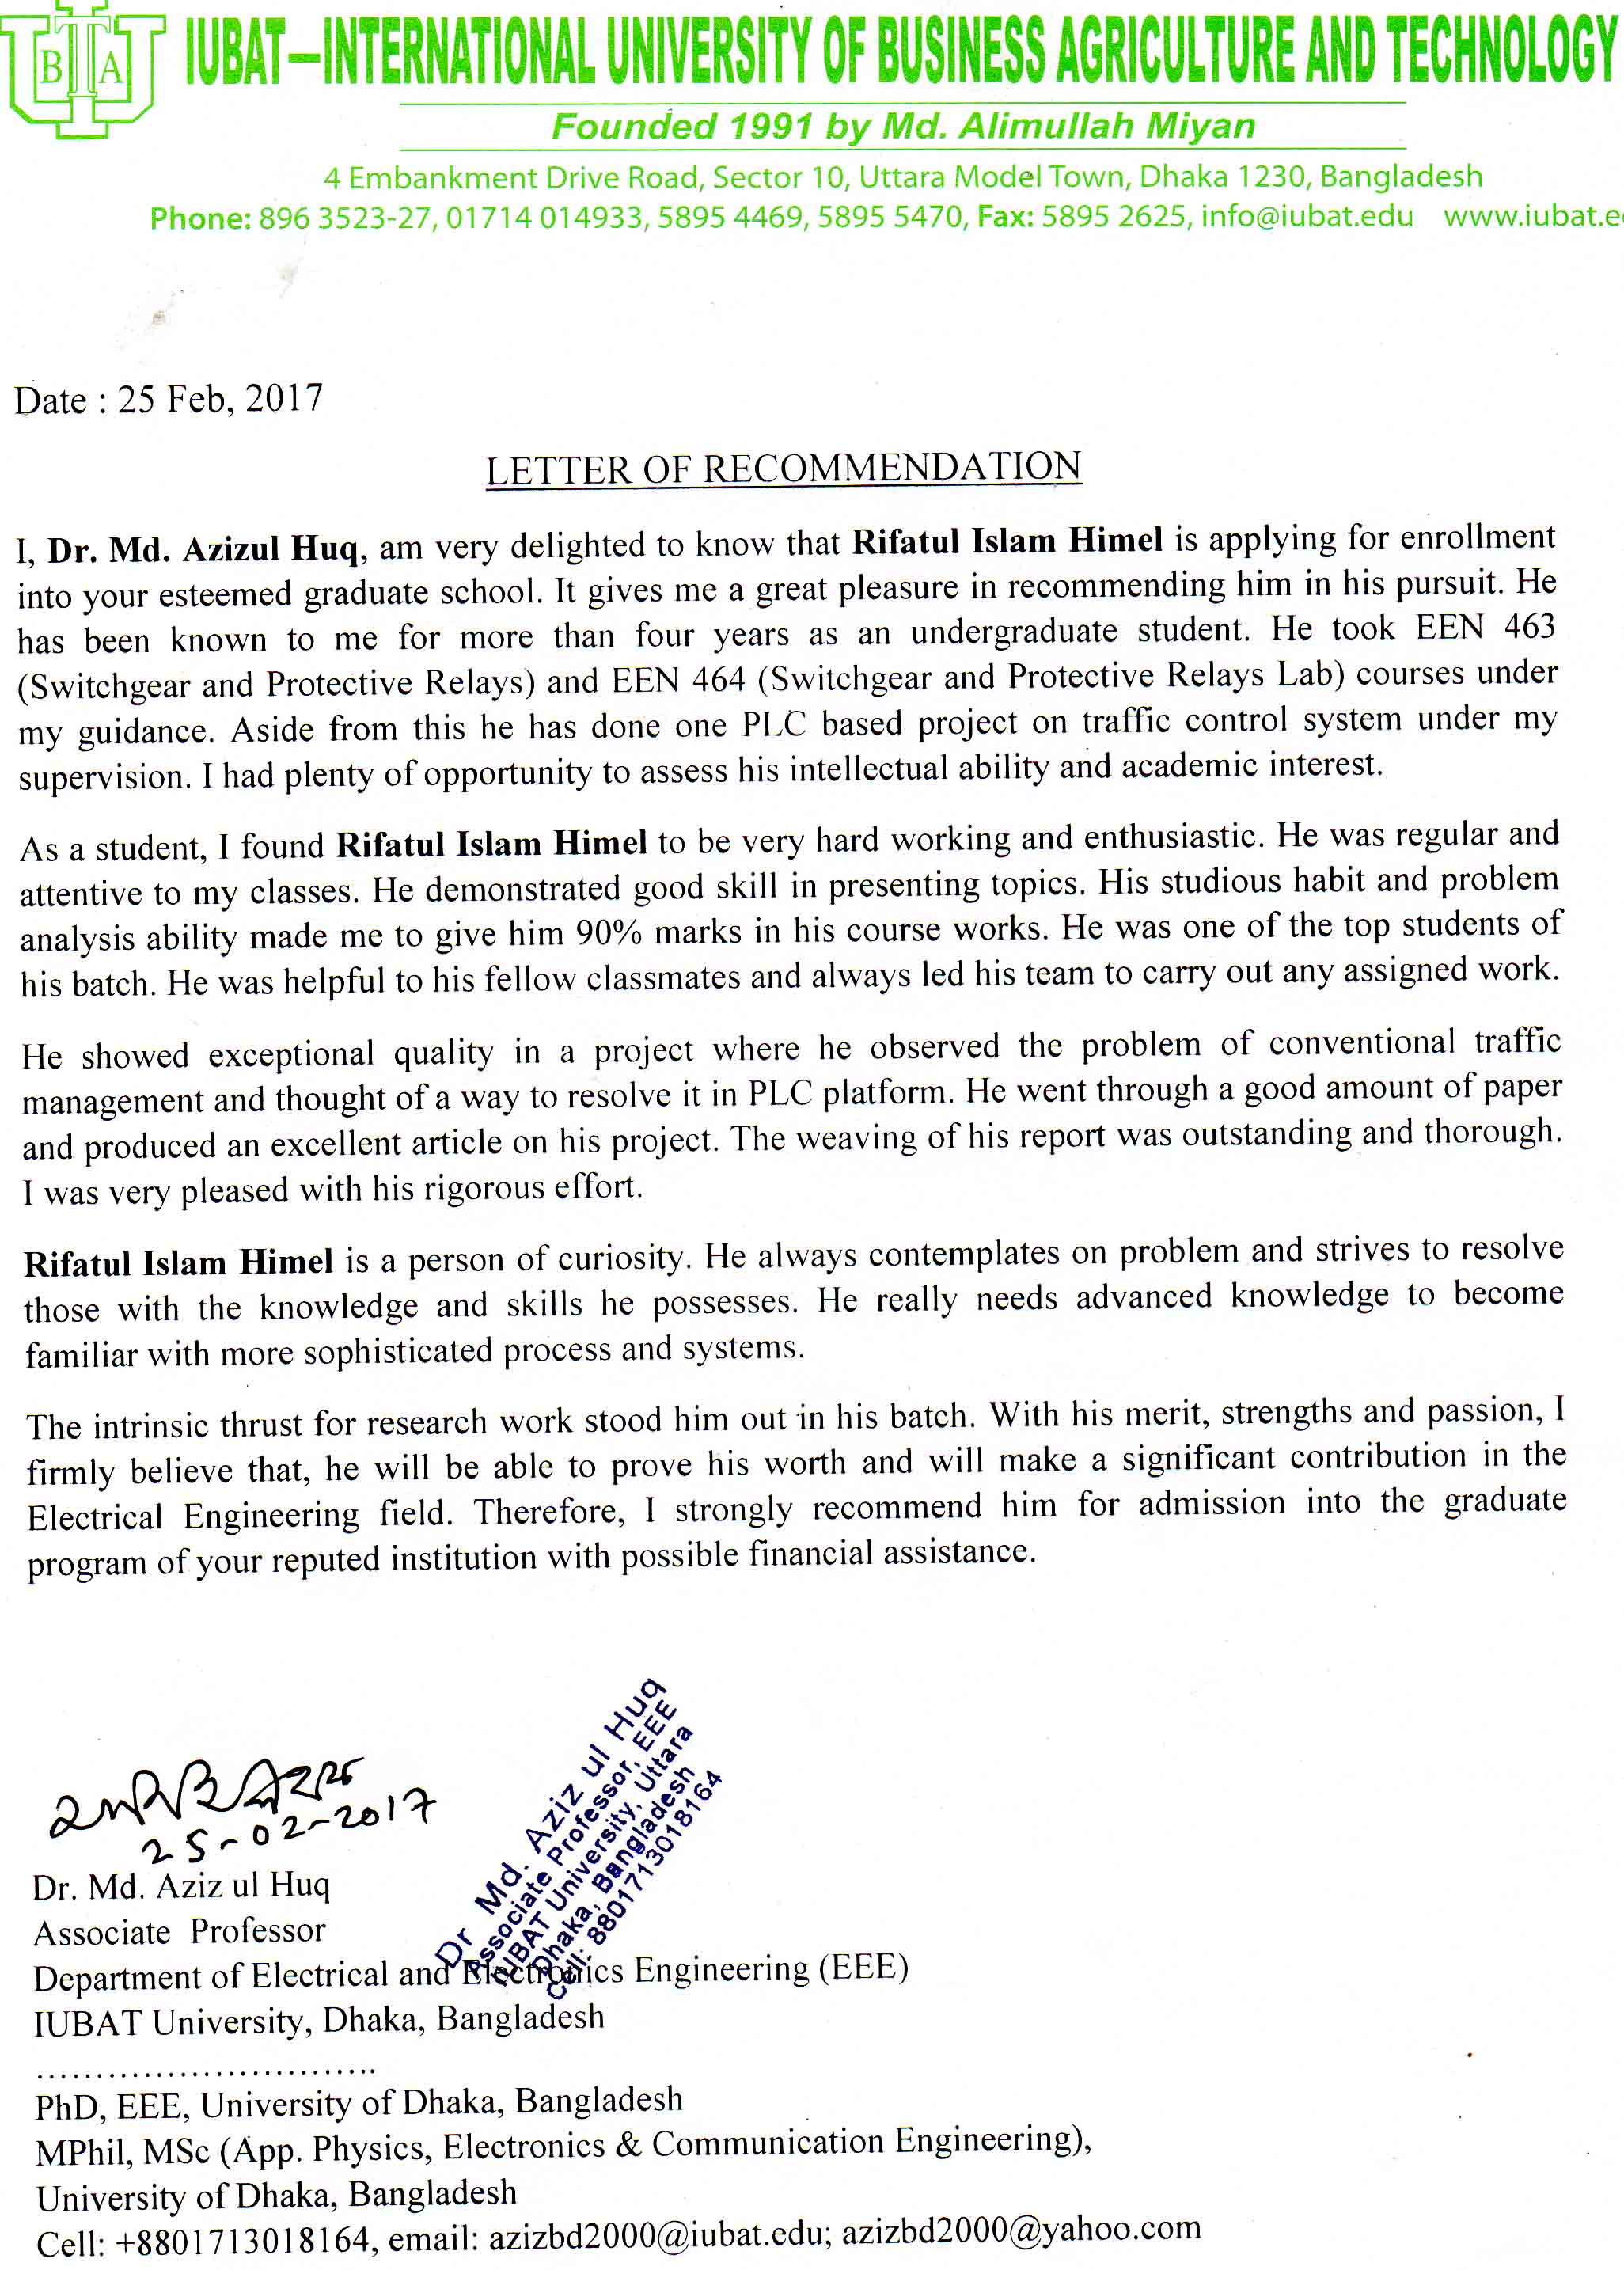 IUBAT
IUBAT—INTERNATIONAL UNIVERSITY OF BUSINESS AGRICULTURE AND TECHNOLOGY
Founded 1991 by Md. Alimullah Miyan
4 Embankment Drive Road, Sector 10, Uttara Model Town, Dhaka 1230, Bangladesh
Phone: 896 3523-27, 01714 014933, 5895 4469, 5895 5470, Fax: 5895 2625, info@iubat.edu www.iubat.e
Date : 25 Feb, 2017
LETTER OF RECOMMENDATION
I, Dr. Md. Azizul Huq, am very delighted to know that Rifatul Islam Himel is applying for enrollment
into your esteemed graduate school. It gives me a great pleasure in recommending him in his pursuit. He
has been known to me for more than four years as an undergraduate student. He took EEN 463
(Switchgear and Protective Relays) and EEN 464 (Switchgear and Protective Relays Lab) courses under
my guidance. Aside from this he has done one PLC based project on traffic control system under my
supervision. I had plenty of opportunity to assess his intellectual ability and academic interest.
As a student, I found Rifatul Islam Himel to be very hard working and enthusiastic. He was regular and
attentive to my classes. He demonstrated good skill in presenting topics. His studious habit and problem
analysis ability made me to give him 90% marks in his course works. He was one of the top students of
his batch. He was helpful to his fellow classmates and always led his team to carry out any assigned work.
He showed exceptional quality in a project where he observed the problem of conventional traffic
management and thought of a way to resolve it in PLC platform. He went through a good amount of paper
and produced an excellent article on his project. The weaving of his report was outstanding and thorough.
I was very pleased with his rigorous effort.
Rifatul Islam Himel is a person of curiosity. He always contemplates on problem and strives to resolve
those with the knowledge and skills he possesses. He really needs advanced knowledge to become
familiar with more sophisticated process and systems.
The intrinsic thrust for research work stood him out in his batch. With his merit, strengths and passion, I
firmly believe that, he will be able to prove his worth and will make a significant contribution in the
Electrical Engineering field. Therefore, I strongly recommend him for admission into the graduate
program of your reputed institution with possible financial assistance.
25-02-2017
Dr Md. Aziz ul Huq
Associate Professor, EEE
IUBAT University, Uttara
Dhaka, Bangladesh
Cell: 8801713018164
Dr. Md. Aziz ul Huq
Associate Professor
Department of Electrical and Electronics Engineering (EEE)
IUBAT University, Dhaka, Bangladesh
............................
PhD, EEE, University of Dhaka, Bangladesh
MPhil, MSc (App. Physics, Electronics & Communication Engineering),
University of Dhaka, Bangladesh
Cell: +8801713018164, email: azizbd2000@iubat.edu; azizbd2000@yahoo.com